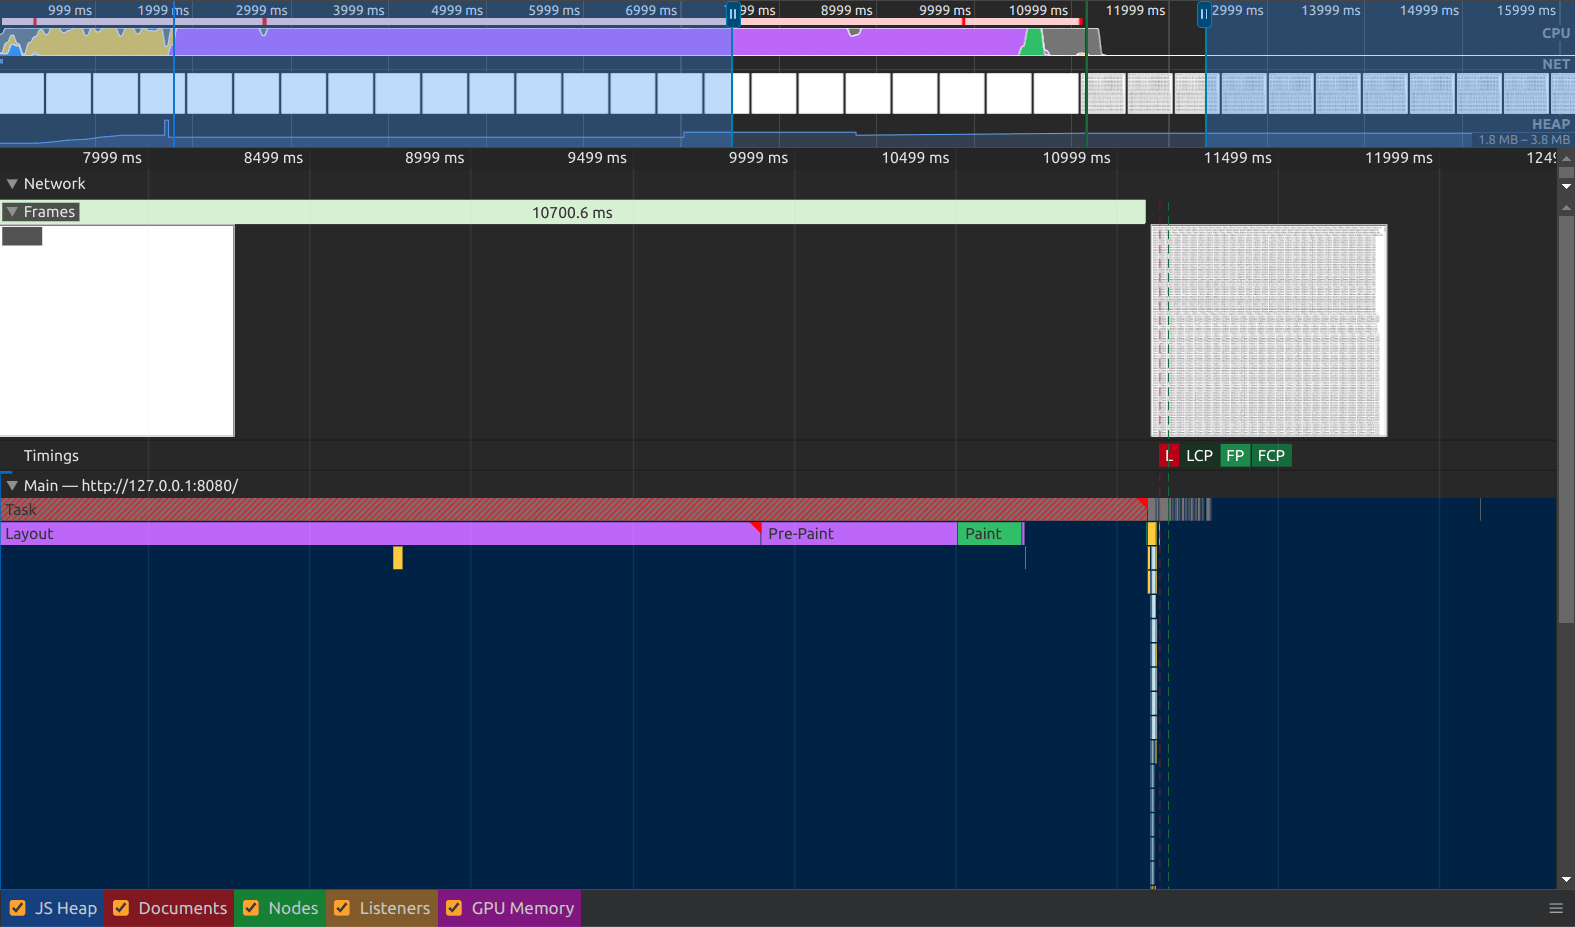 999 ms 1999 ms 2999 ms 3999 ms 4999 ms 5999 ms 6999 ms 99 ms 8999 ms 9999 ms 10999 ms 11999 ms 2999 ms 13999 ms 14999 ms 15999 ms
CPU
NET
HEAP
1.8 MB – 3.8 MB
7999 ms 8499 ms 8999 ms 9499 ms 9999 ms 10499 ms 10999 ms 11499 ms 11999 ms 1249
Network
Frames 10700.6 ms
Timings L LCP FP FCP
Main — http://127.0.0.1:8080/
Task
Layout Pre-Paint Paint
JS Heap Documents Nodes Listeners GPU Memory